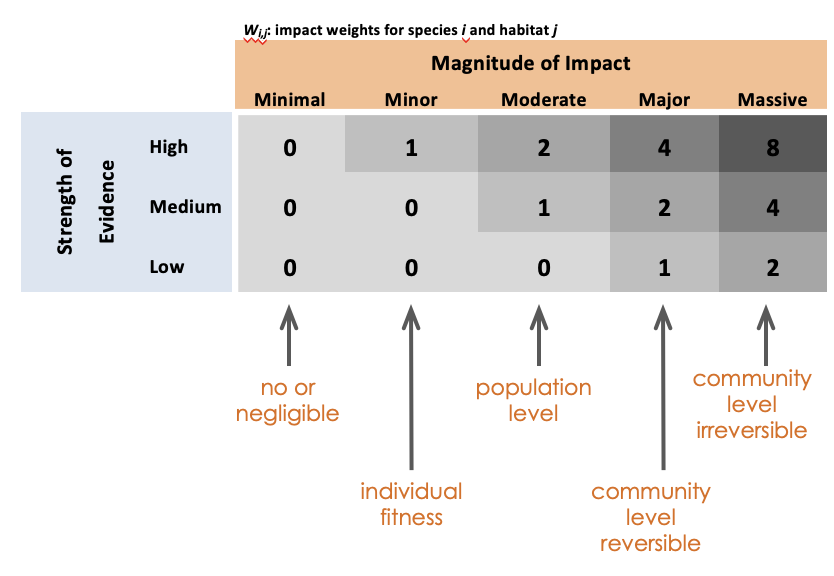 Wi,j: impact weights for species i and habitat j
Magnitude of Impact
Minimal Minor Moderate Major Massive
Strength of
Evidence
High 0 1 2 4 8
Medium 0 0 1 2 4
Low 0 0 0 1 2
no or
negligible
individual
fitness
population
level
community
level
reversible
community
level
irreversible